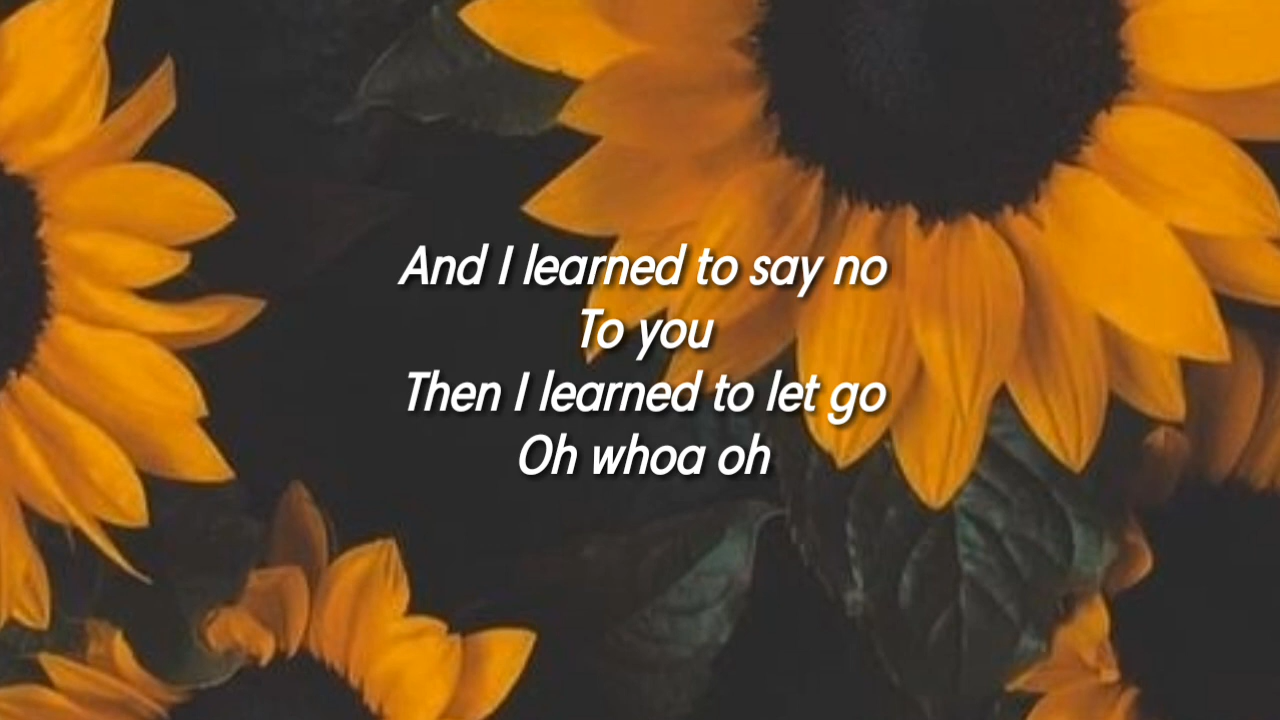 And I learned to say no
To you
Then I learned to let go
Oh whoa oh